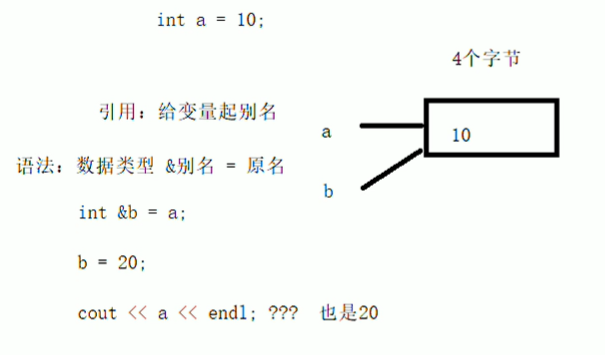 int a = 10;
4个字节
引用：给变量起别名
a
10
语法：数据类型 &别名 = 原名
b
int &b = a;
b = 20;
cout << a << endl; ??? 也是20